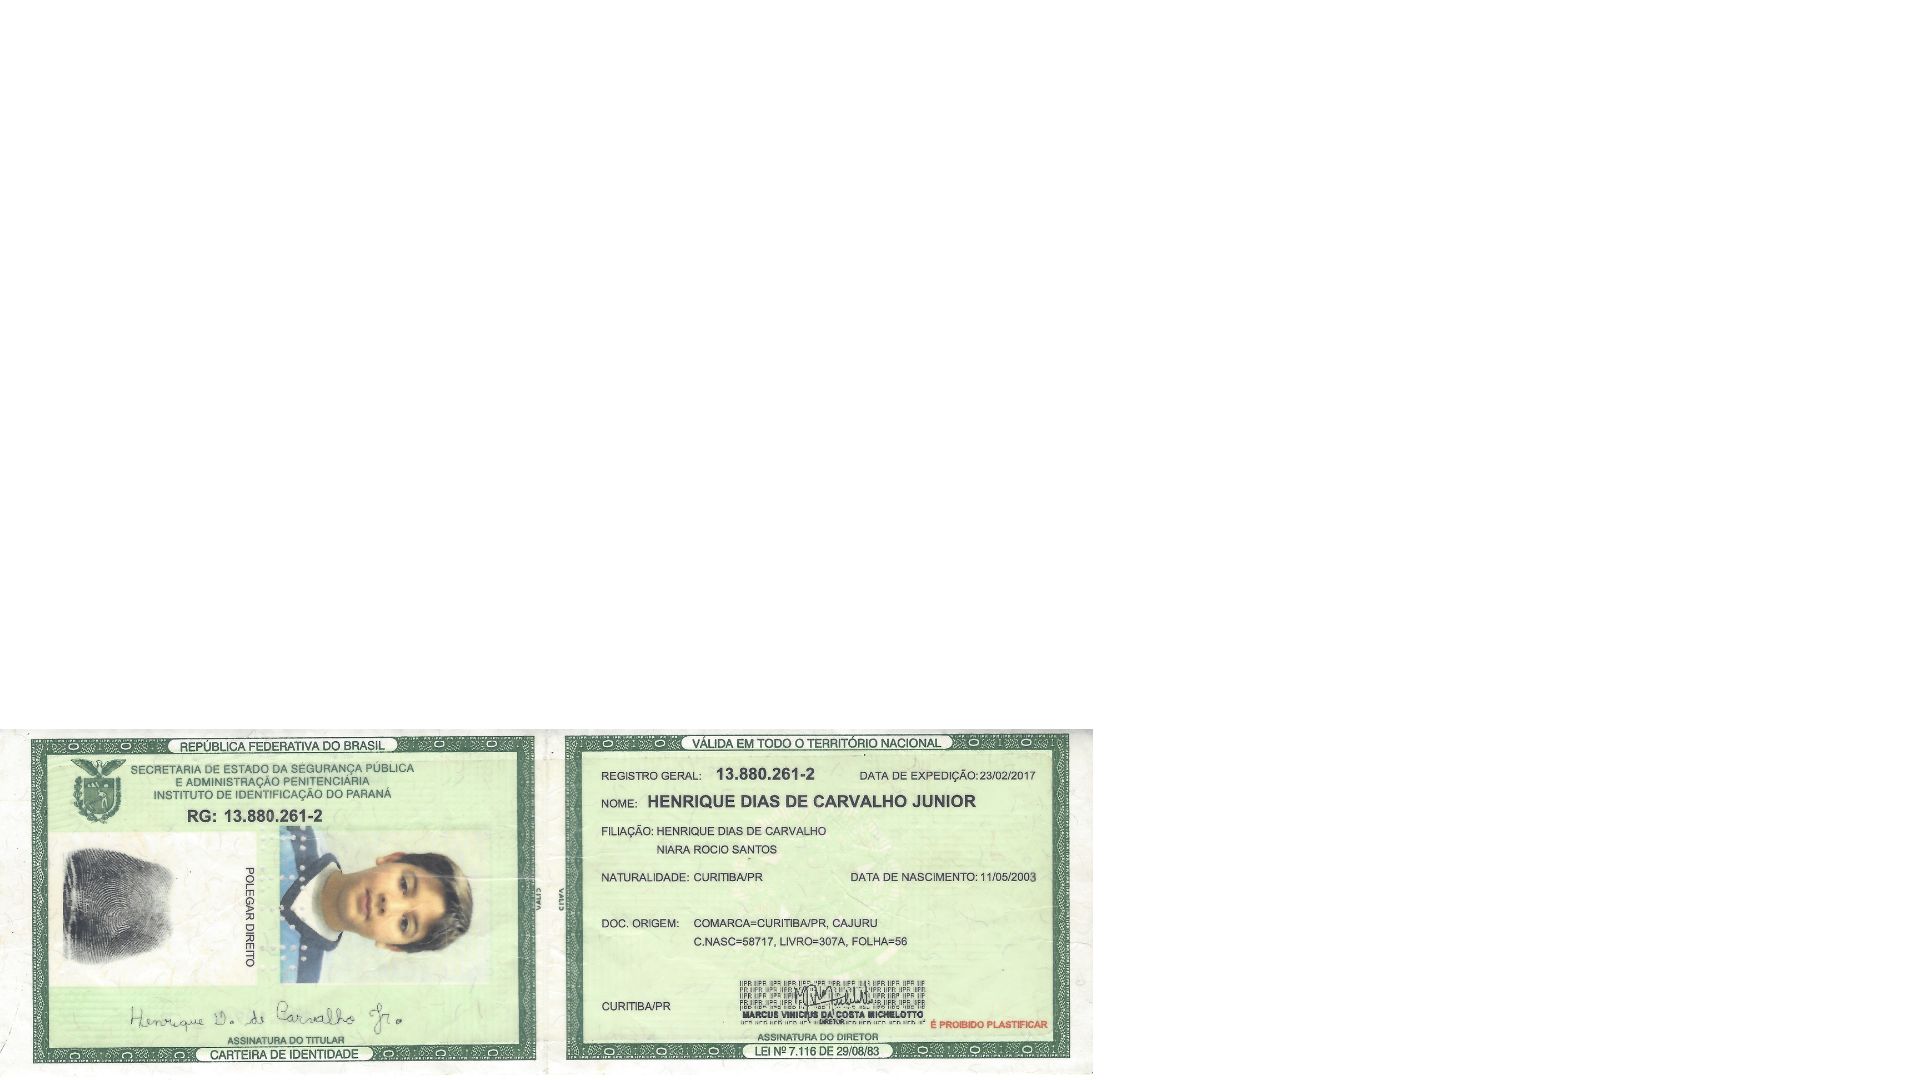 REPÚBLICA FEDERATIVA DO BRASIL
SECRETARIA DE ESTADO DA SEGURANÇA PÚBLICA
E ADMINISTRAÇÃO PENITENCIÁRIA
INSTITUTO DE IDENTIFICAÇÃO DO PARANÁ
RG: 13.880.261-2
POLEGAR DIREITO
Henrique D. de Carvalho Jr.
ASSINATURA DO TITULAR
CARTEIRA DE IDENTIDADE
VÁLIDA EM TODO O TERRITÓRIO NACIONAL
REGISTRO GERAL: 13.880.261-2 DATA DE EXPEDIÇÃO: 23/02/2017
NOME: HENRIQUE DIAS DE CARVALHO JUNIOR
FILIAÇÃO: HENRIQUE DIAS DE CARVALHO
NIARA ROCIO SANTOS
NATURALIDADE: CURITIBA/PR DATA DE NASCIMENTO: 11/05/2003
DOC. ORIGEM: COMARCA=CURITIBA/PR, CAJURU
C.NASC=58717, LIVRO=307A, FOLHA=56
CURITIBA/PR
MARCUS VINICIUS DA COSTA MICHELOTTO
DIRETOR
É PROIBIDO PLASTIFICAR
ASSINATURA DO DIRETOR
LEI Nº 7.116 DE 29/08/83